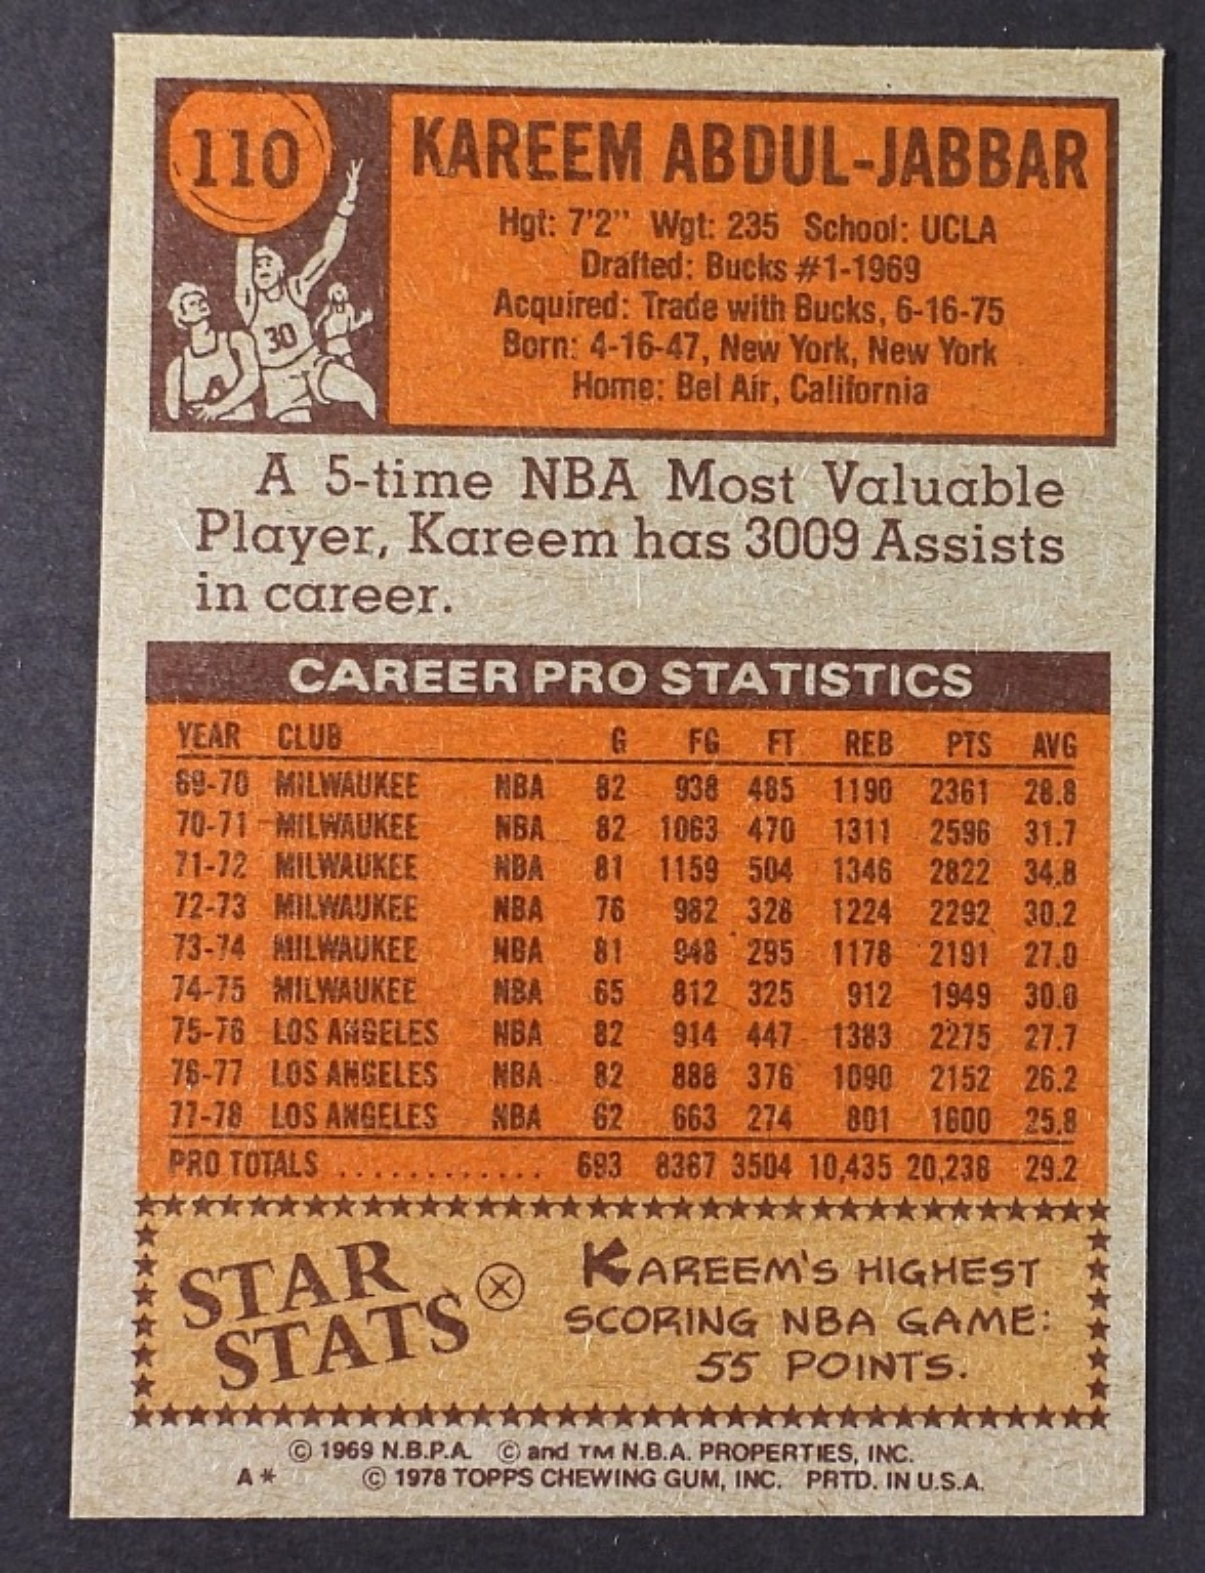 110
KAREEM ABDUL-JABBAR
Hgt: 7'2" Wgt: 235 School: UCLA
Drafted: Bucks #1-1969
Acquired: Trade with Bucks, 6-16-75
Born: 4-16-47, New York, New York
Home: Bel Air, California
30
A
A 5-time NBA Most Valuable
Player, Kareem has 3009 Assists
in career.
CAREER PRO STATISTICS
YEAR CLUB G FG FT REB PTS AVG
69-70 MILWAUKEE NBA 82 938 485 1190 2361 28.8
70-71 MILWAUKEE NBA 82 1063 470 1311 2596 31.7
71-72 MILWAUKEE NBA 81 1159 504 1346 2822 34.8
72-73 MILWAUKEE NBA 76 982 328 1224 2292 30.2
73-74 MILWAUKEE NBA 81 948 295 1178 2191 27.0
74-75 MILWAUKEE NBA 65 812 325 912 1949 30.0
75-76 LOS ANGELES NBA 82 914 447 1383 2275 27.7
76-77 LOS ANGELES NBA 82 888 376 1090 2152 26.2
77-78 LOS ANGELES NBA 62 663 274 801 1600 25.8
PRO TOTALS ............ 693 8367 3504 10,435 20,238 29.2
STAR
STATS
KAREEM'S HIGHEST
SCORING NBA GAME:
55 POINTS.
© 1969 N.B.P.A. © and TM N.B.A. PROPERTIES, INC.
A* © 1978 TOPPS CHEWING GUM, INC. PRTD. IN U.S.A.